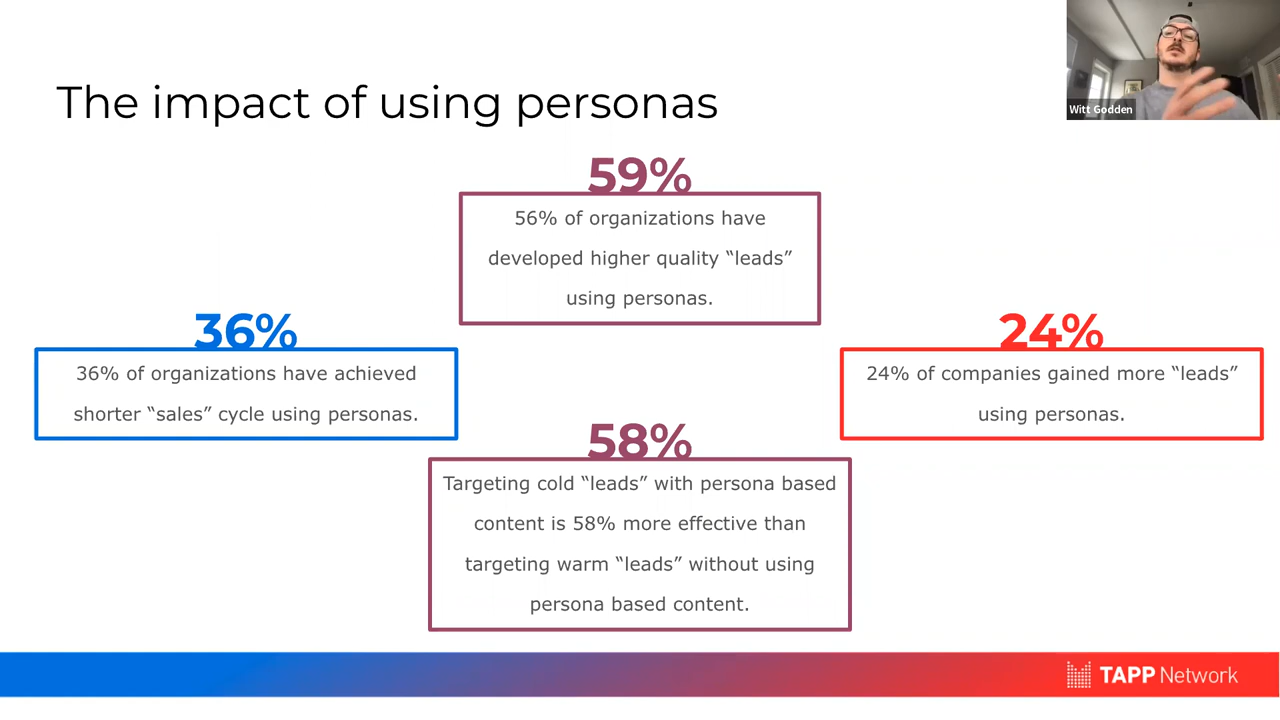 The impact of using personas
Witt Godden
59%
56% of organizations have
developed higher quality “leads”
using personas.
36%
36% of organizations have achieved
shorter “sales” cycle using personas.
24%
24% of companies gained more “leads”
using personas.
58%
Targeting cold “leads” with persona based
content is 58% more effective than
targeting warm “leads” without using
persona based content.
TAPP Network